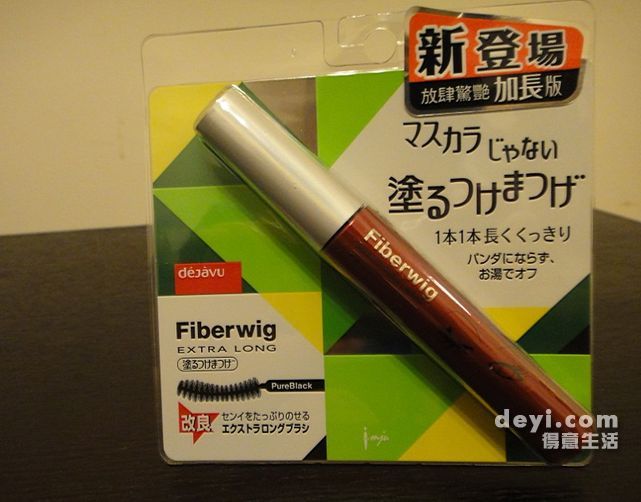 新登場
放肆驚艷 加長版
マスカラじゃない
塗るつけまつげ
1本1本長くくっきり
パンダにならず、
お湯でオフ
Fiberwig
déjàvu
Fiberwig
EXTRA LONG
塗るつけまつげ
PureBlack
改良
センイをたっぷりのせる
エクストラロングブラシ
imju
deyi.com
得意生活